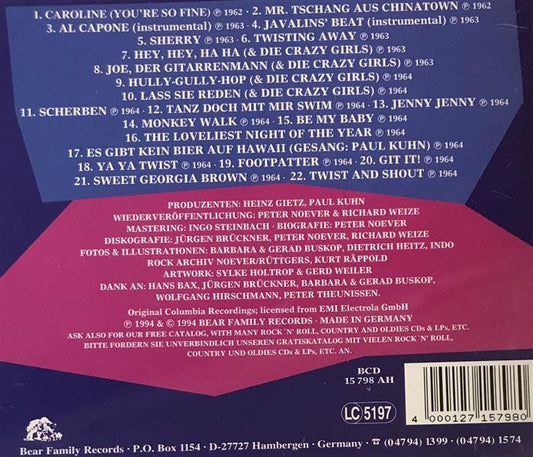 1. CAROLINE (YOU'RE SO FINE) ℗ 1962 · 2. MR. TSCHANG AUS CHINATOWN ℗ 1962
3. AL CAPONE (instrumental) ℗ 1963 · 4. JAVALINS' BEAT (instrumental) ℗ 1963
5. SHERRY ℗ 1963 · 6. TWISTING AWAY ℗ 1963
7. HEY, HEY, HA HA (& DIE CRAZY GIRLS) ℗ 1964
8. JOE, DER GITARRENMANN (& DIE CRAZY GIRLS) ℗ 1964
9. HULLY-GULLY-HOP (& DIE CRAZY GIRLS) ℗ 1964
10. LASS SIE REDEN (& DIE CRAZY GIRLS) ℗ 1964
11. SCHERBEN ℗ 1964 · 12. TANZ DOCH MIT MIR SWIM ℗ 1964 · 13. JENNY JENNY ℗ 1964
14. MONKEY WALK ℗ 1964 · 15. BE MY BABY ℗ 1964
16. THE LOVELIEST NIGHT OF THE YEAR ℗ 1964
17. ES GIBT KEIN BIER AUF HAWAII (GESANG: PAUL KUHN) ℗ 1964
18. YA YA TWIST ℗ 1964 · 19. FOOTPATTER ℗ 1964 · 20. GIT IT! ℗ 1964
21. SWEET GEORGIA BROWN ℗ 1964 · 22. TWIST AND SHOUT ℗ 1964
PRODUZENTEN: HEINZ GIETZ, PAUL KUHN
WIEDERVERÖFFENTLICHUNG: PETER NOEVER & RICHARD WEIZE
MASTERING: INGO STEINBACH · BIOGRAFIE: PETER NOEVER
DISKOGRAFIE: JÜRGEN BRÜCKNER, PETER NOEVER, RICHARD WEIZE
FOTOS & ILLUSTRATIONEN: BARBARA & GERAD BUSKOP, DIETRICH HEITZ, INDO
ROCK ARCHIV NOEVER/RÜTTGERS, KURT RÄPPOLD
ARTWORK: SYLKE HOLTROP & GERD WEILER
DANK AN: HANS BAX, JÜRGEN BRÜCKNER, BARBARA & GERAD BUSKOP,
WOLFGANG HIRSCHMANN, PETER THEUNISSEN.
Original Columbia Recordings; licensed from EMI Electrola GmbH
℗ 1994 & © 1994 BEAR FAMILY RECORDS · MADE IN GERMANY
ASK ALSO FOR OUR FREE CATALOG, WITH MANY ROCK 'N' ROLL, COUNTRY AND OLDIES CDs & LPs, ETC.
BITTE FORDERN SIE UNVERBINDLICH UNSEREN GRATISKATALOG MIT VIELEN ROCK 'N' ROLL,
COUNTRY UND OLDIES CDs & LPs, ETC. AN.
BCD
15 798 AH
LC 5197
4 000127 157980
Bear Family Records · P.O. Box 1154 · D-27727 Hambergen · Germany · ☎ (04794) 1399 · (04794) 1574